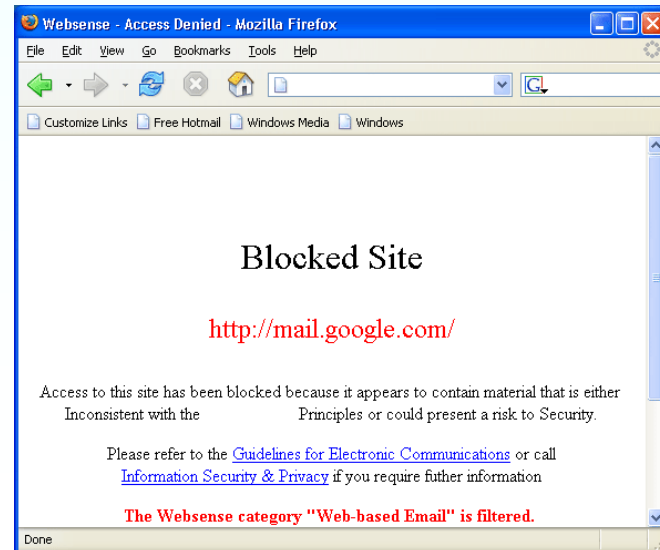 Websense - Access Denied - Mozilla Firefox
File Edit View Go Bookmarks Tools Help
G
Customize Links Free Hotmail Windows Media Windows
Blocked Site
http://mail.google.com/
Access to this site has been blocked because it appears to contain material that is either
Inconsistent with the Principles or could present a risk to Security.
Please refer to the Guidelines for Electronic Communications or call
Information Security & Privacy if you require futher information
The Websense category "Web-based Email" is filtered.
Done